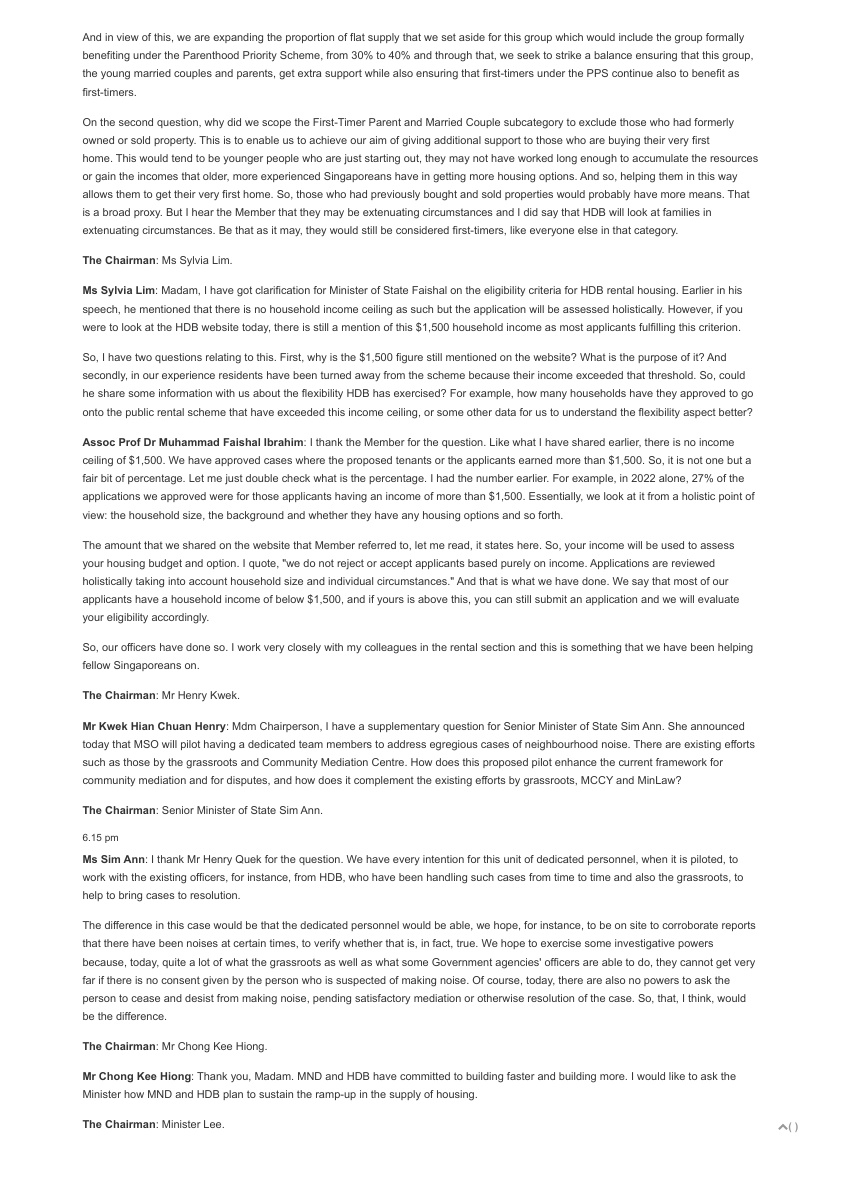 And in view of this, we are expanding the proportion of flat supply that we set aside for this group which would include the group formally
benefiting under the Parenthood Priority Scheme, from 30% to 40% and through that, we seek to strike a balance ensuring that this group,
the young married couples and parents, get extra support while also ensuring that first-timers under the PPS continue also to benefit as
first-timers.
On the second question, why did we scope the First-Timer Parent and Married Couple subcategory to exclude those who had formerly
owned or sold property. This is to enable us to achieve our aim of giving additional support to those who are buying their very first
home. This would tend to be younger people who are just starting out, they may not have worked long enough to accumulate the resources
or gain the incomes that older, more experienced Singaporeans have in getting more housing options. And so, helping them in this way
allows them to get their very first home. So, those who had previously bought and sold properties would probably have more means. That
is a broad proxy. But I hear the Member that they may be extenuating circumstances and I did say that HDB will look at families in
extenuating circumstances. Be that as it may, they would still be considered first-timers, like everyone else in that category.
The Chairman: Ms Sylvia Lim.
Ms Sylvia Lim: Madam, I have got clarification for Minister of State Faishal on the eligibility criteria for HDB rental housing. Earlier in his
speech, he mentioned that there is no household income ceiling as such but the application will be assessed holistically. However, if you
were to look at the HDB website today, there is still a mention of this $1,500 household income as most applicants fulfilling this criterion.
So, I have two questions relating to this. First, why is the $1,500 figure still mentioned on the website? What is the purpose of it? And
secondly, in our experience residents have been turned away from the scheme because their income exceeded that threshold. So, could
he share some information with us about the flexibility HDB has exercised? For example, how many households have they approved to go
onto the public rental scheme that have exceeded this income ceiling, or some other data for us to understand the flexibility aspect better?
Assoc Prof Dr Muhammad Faishal Ibrahim: I thank the Member for the question. Like what I have shared earlier, there is no income
ceiling of $1,500. We have approved cases where the proposed tenants or the applicants earned more than $1,500. So, it is not one but a
fair bit of percentage. Let me just double check what is the percentage. I had the number earlier. For example, in 2022 alone, 27% of the
applications we approved were for those applicants having an income of more than $1,500. Essentially, we look at it from a holistic point of
view: the household size, the background and whether they have any housing options and so forth.
The amount that we shared on the website that Member referred to, let me read, it states here. So, your income will be used to assess
your housing budget and option. I quote, "we do not reject or accept applicants based purely on income. Applications are reviewed
holistically taking into account household size and individual circumstances." And that is what we have done. We say that most of our
applicants have a household income of below $1,500, and if yours is above this, you can still submit an application and we will evaluate
your eligibility accordingly.
So, our officers have done so. I work very closely with my colleagues in the rental section and this is something that we have been helping
fellow Singaporeans on.
The Chairman: Mr Henry Kwek.
Mr Kwek Hian Chuan Henry: Mdm Chairperson, I have a supplementary question for Senior Minister of State Sim Ann. She announced
today that MSO will pilot having a dedicated team members to address egregious cases of neighbourhood noise. There are existing efforts
such as those by the grassroots and Community Mediation Centre. How does this proposed pilot enhance the current framework for
community mediation and for disputes, and how does it complement the existing efforts by grassroots, MCCY and MinLaw?
The Chairman: Senior Minister of State Sim Ann.
6.15 pm
Ms Sim Ann: I thank Mr Henry Quek for the question. We have every intention for this unit of dedicated personnel, when it is piloted, to
work with the existing officers, for instance, from HDB, who have been handling such cases from time to time and also the grassroots, to
help to bring cases to resolution.
The difference in this case would be that the dedicated personnel would be able, we hope, for instance, to be on site to corroborate reports
that there have been noises at certain times, to verify whether that is, in fact, true. We hope to exercise some investigative powers
because, today, quite a lot of what the grassroots as well as what some Government agencies' officers are able to do, they cannot get very
far if there is no consent given by the person who is suspected of making noise. Of course, today, there are also no powers to ask the
person to cease and desist from making noise, pending satisfactory mediation or otherwise resolution of the case. So, that, I think, would
be the difference.
The Chairman: Mr Chong Kee Hiong.
Mr Chong Kee Hiong: Thank you, Madam. MND and HDB have committed to building faster and building more. I would like to ask the
Minister how MND and HDB plan to sustain the ramp-up in the supply of housing.
The Chairman: Minister Lee.
( )